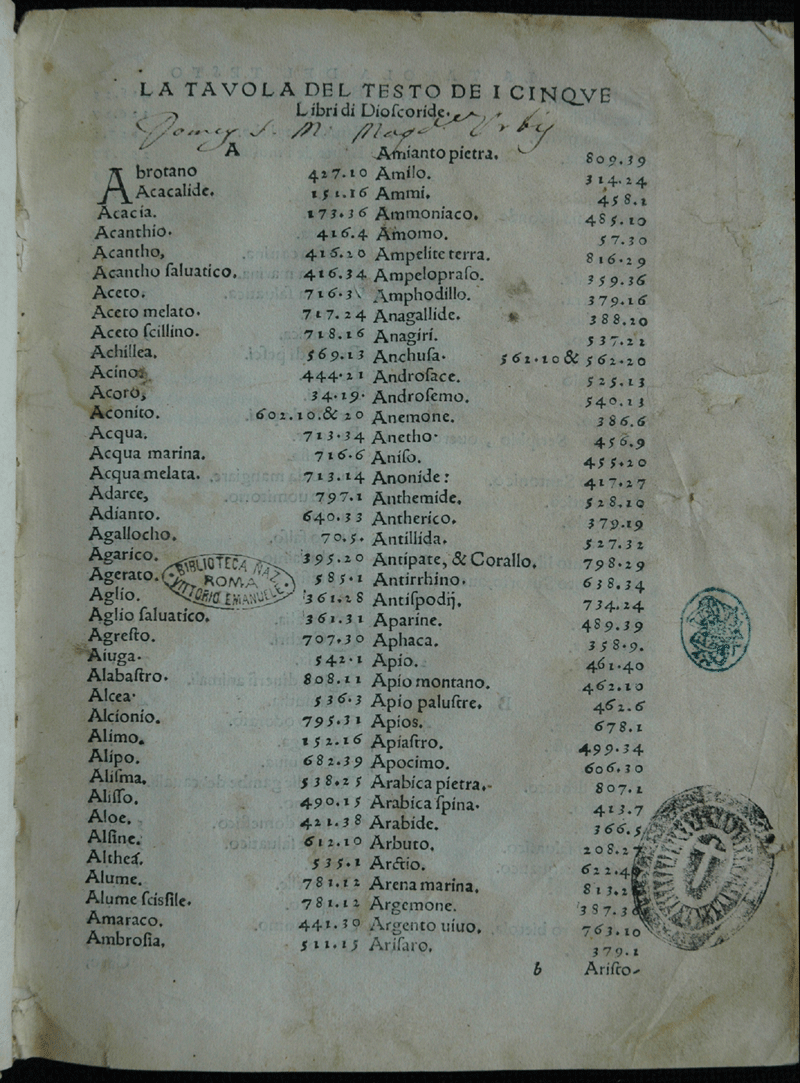 LA TAVOLA DEL TESTO DE I CINQVE
Libri di Dioſcoride.
A
Abrotano 427.10
Acacalide. 151.16
Acacia. 173.36
Acanthio. 416.4
Acantho, 416.20
Acantho ſaluatico. 416.34
Aceto. 716.3
Aceto melato. 717.24
Aceto ſcillino. 718.16
Achillea. 569.13
Acino: 444.21
Acoro, 34.19.
Aconito. 602.10.& 20
Acqua. 713.34
Acqua marina. 716.6
Acqua melata. 713.14
Adarce, 797.1
Adianto. 640.33
Agallocho. 70.5.
Agarico. 395.20
Agerato. 585.1
Aglio. 361.28
Aglio ſaluatico. 361.31
Agreſto. 707.30
Aiuga. 542.1
Alabaſtro. 808.11
Alcea. 536.3
Alcionio. 795.31
Alimo. 152.16
Alipo. 682.39
Aliſma. 538.25
Aliſſo. 490.15
Aloe. 421.38
Alſine. 612.10
Althea. 535.1
Alume. 781.12
Alume ſcisſile. 781.12
Amaraco. 441.30
Ambroſia. 511.15
Amianto pietra. 809.39
Amilo. 314.24
Ammi. 458.1
Ammoniaco. 485.10
Amomo. 57.30
Ampelite terra. 816.29
Ampelopraſo. 359.36
Amphodillo. 379.16
Anagallide. 388.20
Anagiri. 537.22
Anchuſa. 561.10 & 562.20
Androſace. 525.13
Androſemo. 540.13
Anemone. 386.6
Anetho. 456.9
Aniſo. 455.20
Anonide: 417.27
Anthemide. 528.10
Antherico. 379.19
Antillida. 527.32
Antipate, & Corallo. 798.29
Antirrhino. 638.34
Antiſpodij. 734.24
Aparine. 489.39
Aphaca. 358.9.
Apio. 461.40
Apio montano. 462.10
Apio paluſtre. 462.6
Apios. 678.1
Apiaſtro. 499.34
Apocimo. 606.30
Arabica pietra. 807.1
Arabica ſpina. 413.7
Arabide. 366.5
Arbuto. 208.27
Arctio.
Arena marina.
Argemone.
Argento uiuo. 763.10
Ariſaro. 379.1
b Ariſto-
BIBLIOTECA NAZ
ROMA
VITTORIO EMANUELE